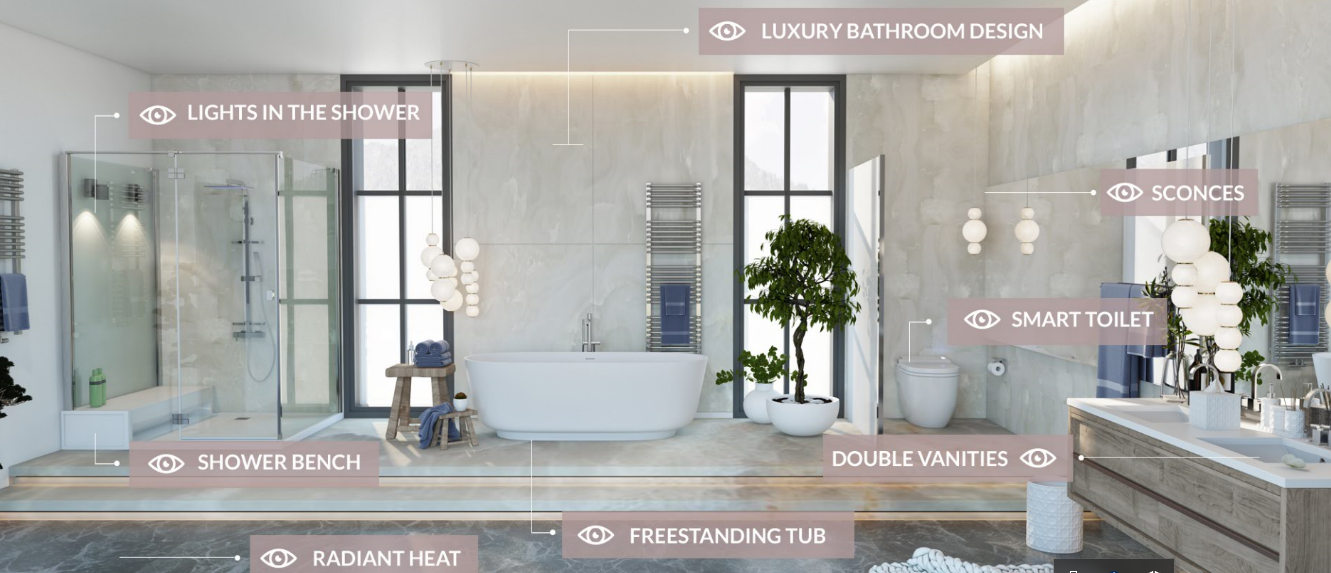 LUXURY BATHROOM DESIGN
LIGHTS IN THE SHOWER
SCONCES
SMART TOILET
DOUBLE VANITIES
SHOWER BENCH
FREESTANDING TUB
RADIANT HEAT